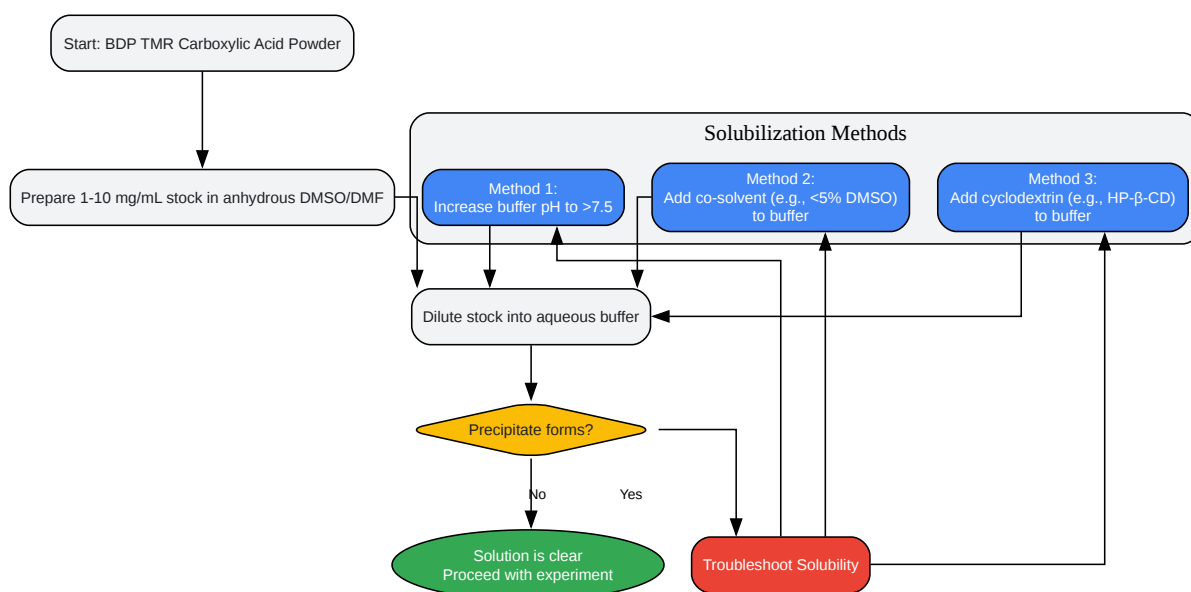 Start: BDP TMR Carboxylic Acid Powder
Solubilization Methods
Prepare 1-10 mg/mL stock in anhydrous DMSO/DMF
Method 1:
Increase buffer pH to >7.5
Method 2:
Add co-solvent (e.g., <5% DMSO)
to buffer
Method 3:
Add cyclodextrin (e.g., HP-β-CD)
to buffer
Dilute stock into aqueous buffer
Precipitate forms?
No
Yes
Solution is clear
Proceed with experiment
Troubleshoot Solubility